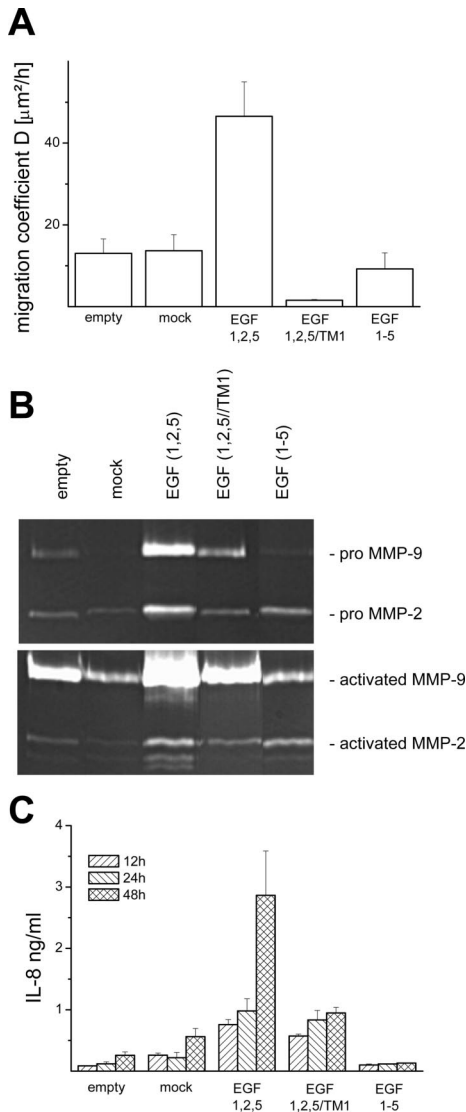 A
migration coefficient D [μm²/h]
40
20
empty
mock
EGF
1,2,5
EGF
1,2,5/TM1
EGF
1-5
B
empty
mock
EGF (1,2,5)
EGF (1,2,5//TM1)
EGF (1-5)
- pro MMP-9
- pro MMP-2
- activated MMP-9
- activated MMP-2
C
IL-8 ng/ml
4
3
2
1
12h
24h
48h
empty
mock
EGF
1,2,5
EGF
1,2,5/TM1
EGF
1-5